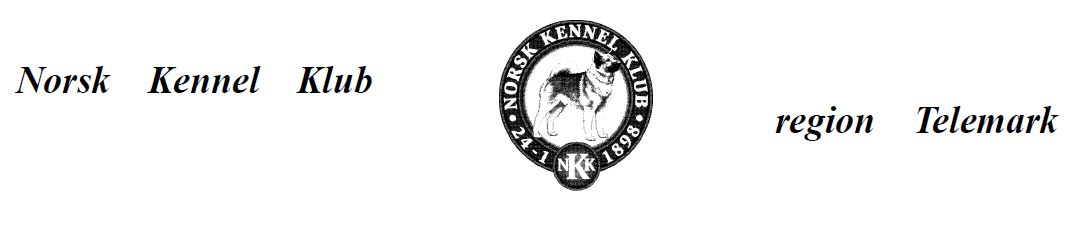 Norsk Kennel Klub
NORSK KENNEL KLUB
24-1 1898
NKK
region Telemark